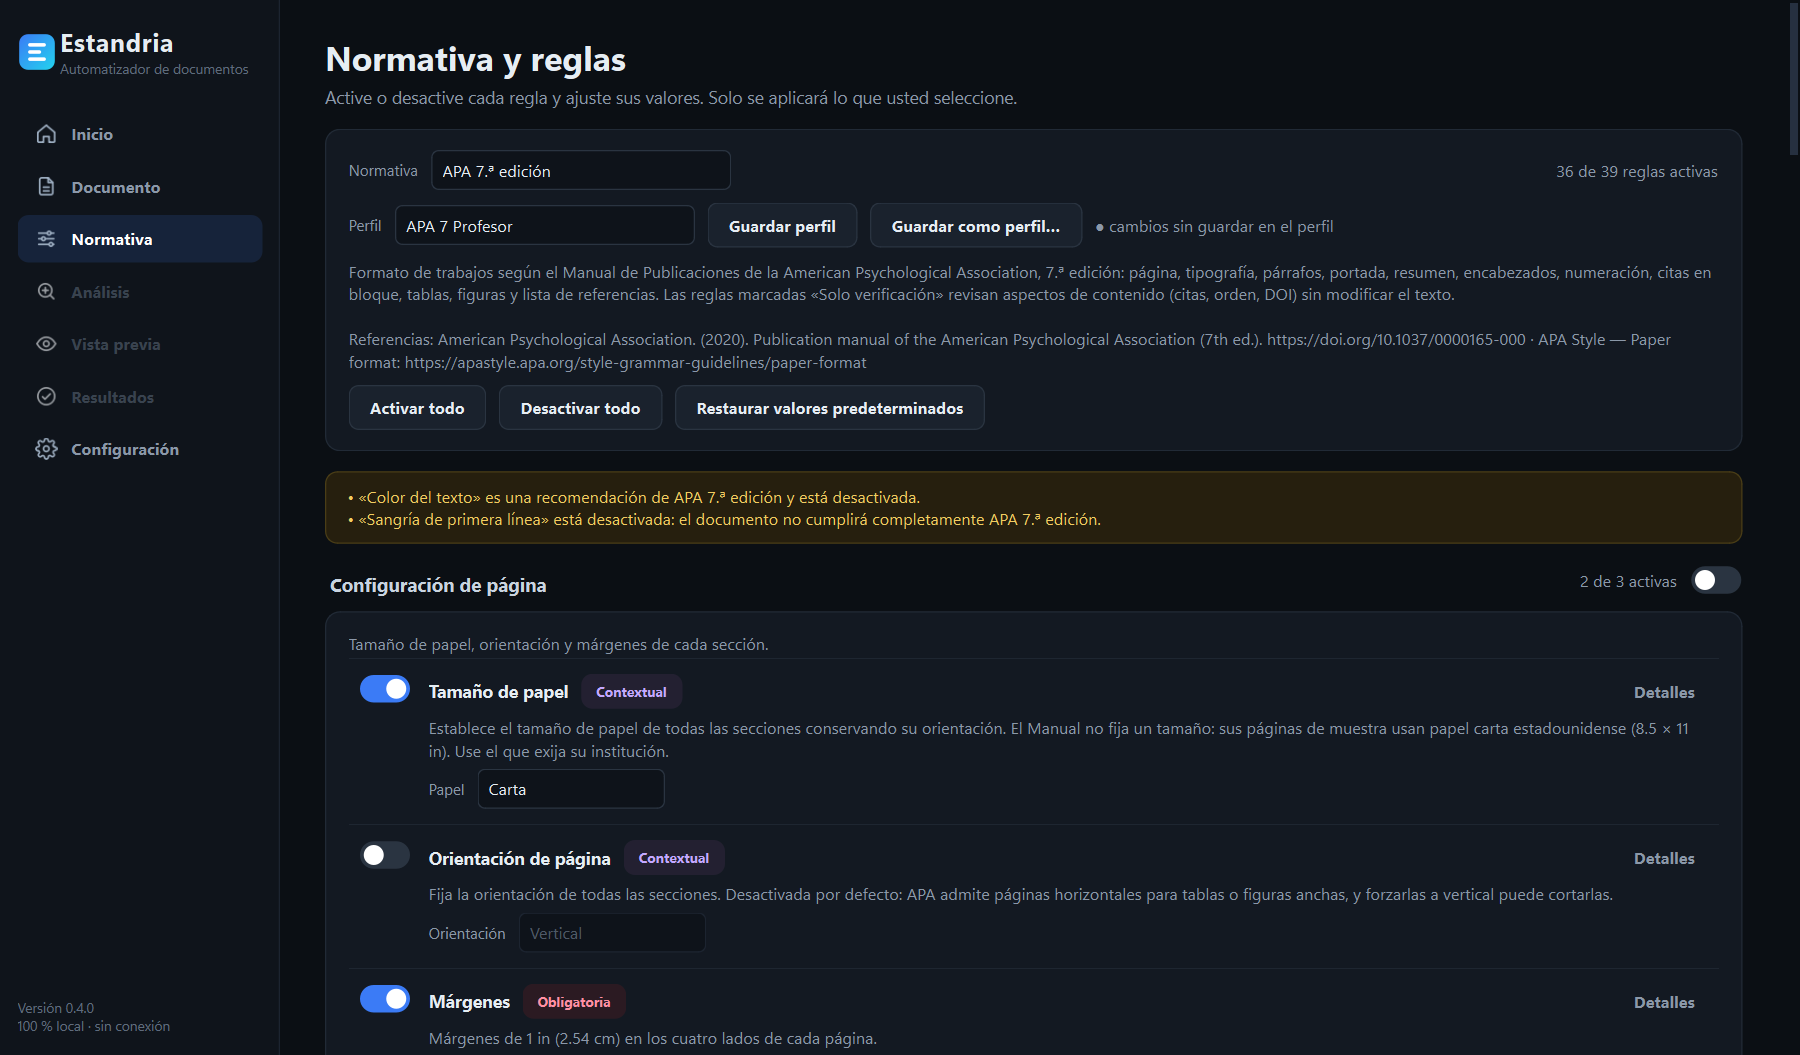 Estandria
Automatizador de documentos
Inicio
Documento
Normativa
Análisis
Vista previa
Resultados
Configuración
Versión 0.4.0
100 % local · sin conexión
Normativa y reglas
Active o desactive cada regla y ajuste sus valores. Solo se aplicará lo que usted seleccione.
Normativa APA 7.ª edición 36 de 39 reglas activas
Perfil APA 7 Profesor Guardar perfil Guardar como perfil... ● cambios sin guardar en el perfil
Formato de trabajos según el Manual de Publicaciones de la American Psychological Association, 7.ª edición: página, tipografía, párrafos, portada, resumen, encabezados, numeración, citas en
bloque, tablas, figuras y lista de referencias. Las reglas marcadas «Solo verificación» revisan aspectos de contenido (citas, orden, DOI) sin modificar el texto.
Referencias: American Psychological Association. (2020). Publication manual of the American Psychological Association (7th ed.). https://doi.org/10.1037/0000165-000 · APA Style — Paper
format: https://apastyle.apa.org/style-grammar-guidelines/paper-format
Activar todo Desactivar todo Restaurar valores predeterminados
• «Color del texto» es una recomendación de APA 7.ª edición y está desactivada.
• «Sangría de primera línea» está desactivada: el documento no cumplirá completamente APA 7.ª edición.
Configuración de página 2 de 3 activas
Tamaño de papel, orientación y márgenes de cada sección.
Tamaño de papel Contextual Detalles
Establece el tamaño de papel de todas las secciones conservando su orientación. El Manual no fija un tamaño: sus páginas de muestra usan papel carta estadounidense (8.5 × 11
in). Use el que exija su institución.
Papel Carta
Orientación de página Contextual Detalles
Fija la orientación de todas las secciones. Desactivada por defecto: APA admite páginas horizontales para tablas o figuras anchas, y forzarlas a vertical puede cortarlas.
Orientación Vertical
Márgenes Obligatoria Detalles
Márgenes de 1 in (2.54 cm) en los cuatro lados de cada página.